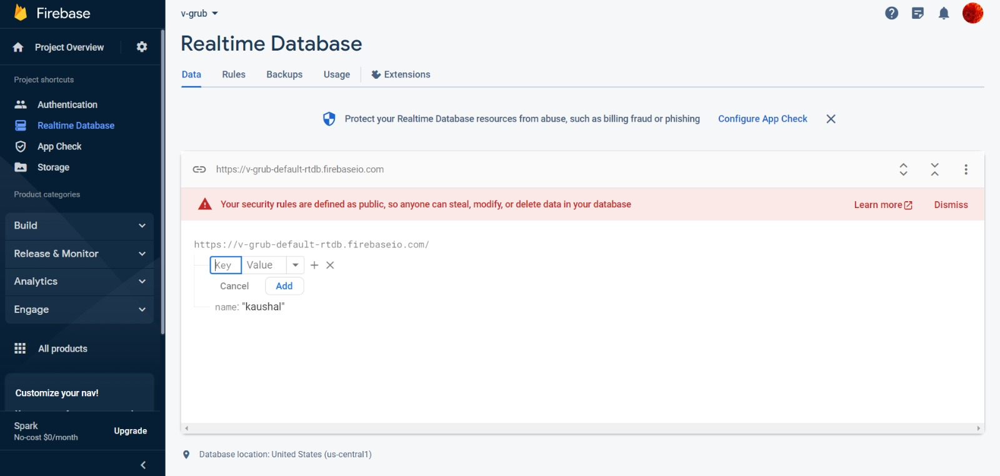 Firebase
Project Overview
Project shortcuts
Authentication
Realtime Database
App Check
Storage
Product categories
Build
Release & Monitor
Analytics
Engage
All products
Customize your nav!
Spark
No-cost $0/month
Upgrade
v-grub
Realtime Database
Data Rules Backups Usage Extensions
Protect your Realtime Database resources from abuse, such as billing fraud or phishing Configure App Check
https://v-grub-default-rtdb.firebaseio.com
Your security rules are defined as public, so anyone can steal, modify, or delete data in your database Learn more Dismiss
https://v-grub-default-rtdb.firebaseio.com/
Key Value
Cancel Add
name: "kaushal"
Database location: United States (us-central1)